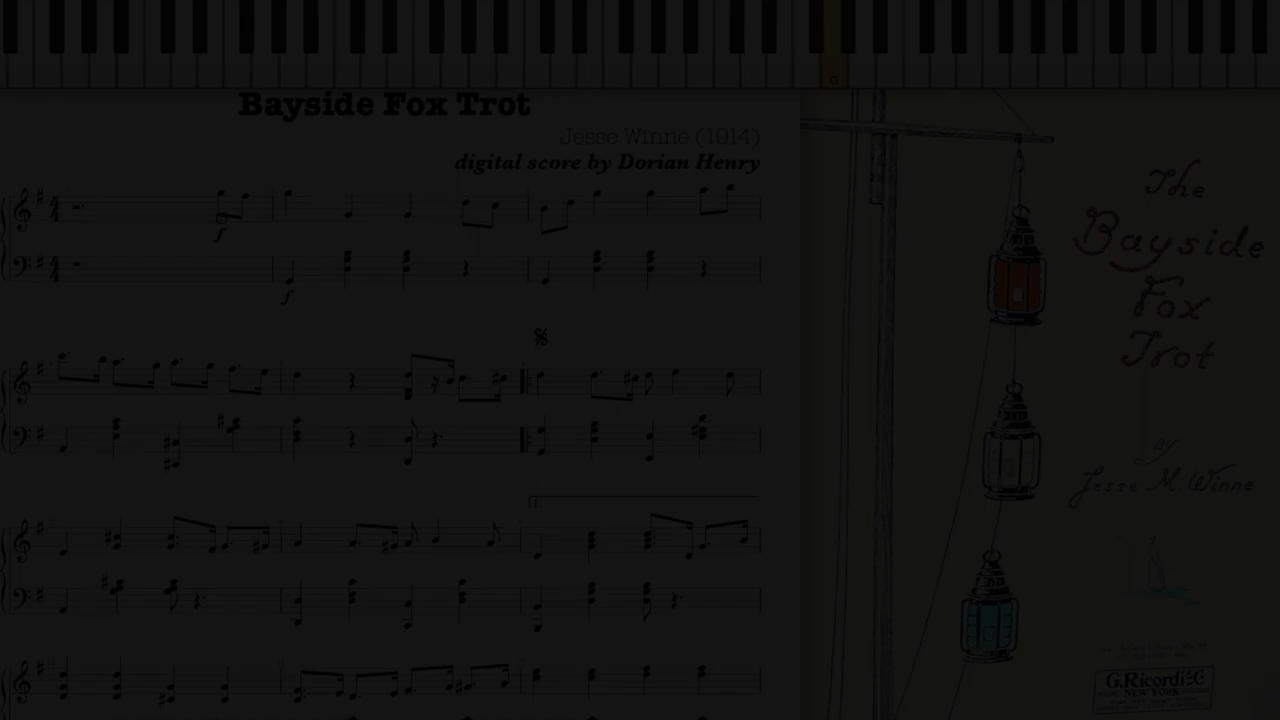 G
Bayside Fox Trot
Jesse Winne (1914)
digital score by Dorian Henry
f
f
1.
The
Bayside
Fox
Trot
By
Jesse M. Winne
G. Ricordi & C
NEW YORK